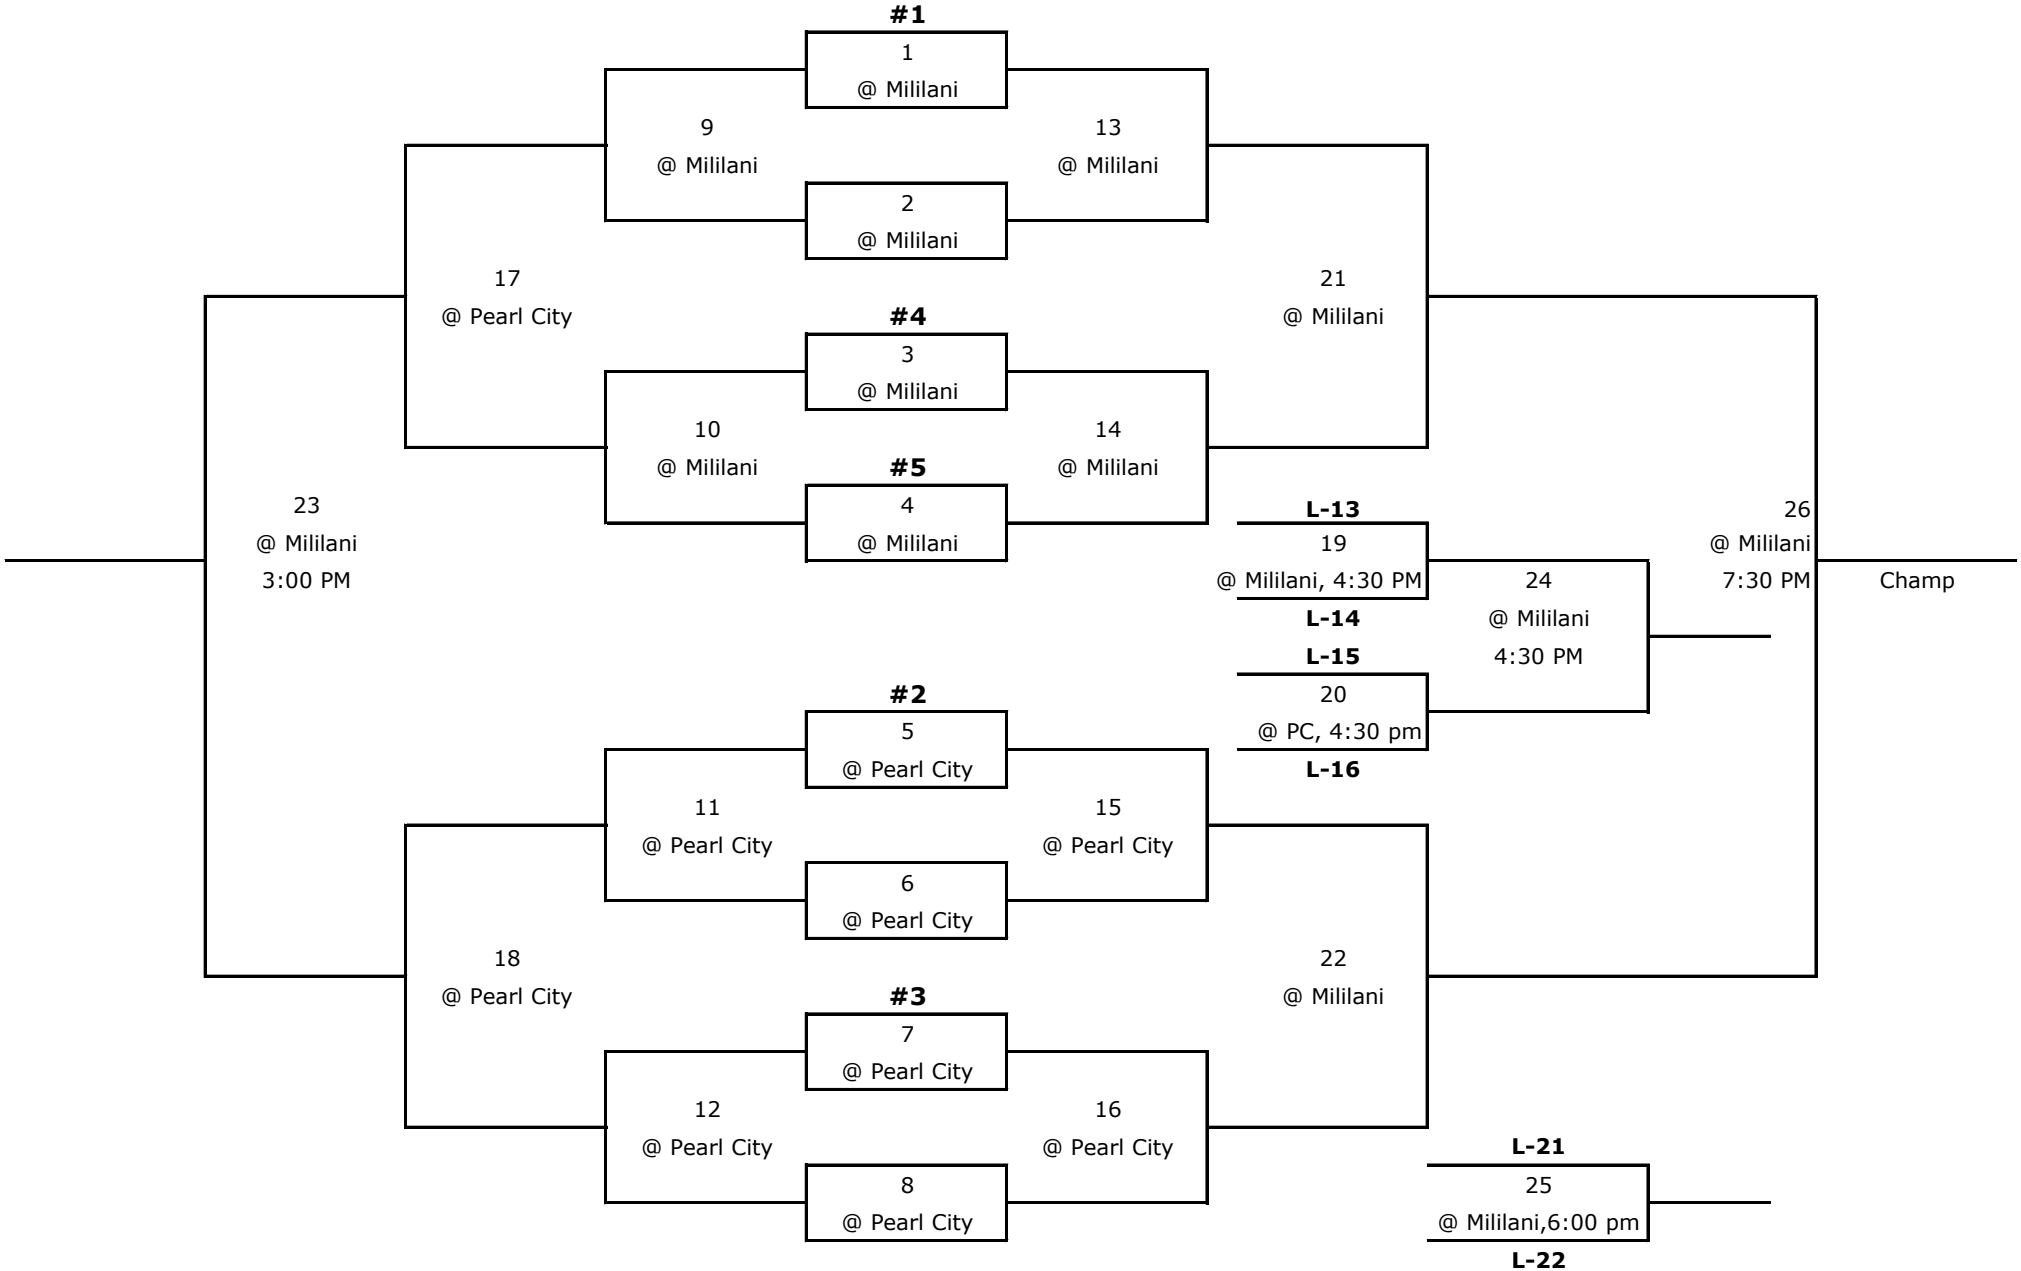 #1
1
@ Mililani
9
@ Mililani
13
@ Mililani
2
@ Mililani
17
@ Pearl City
21
@ Mililani
#4
3
@ Mililani
10
@ Mililani
14
@ Mililani
#5
4
@ Mililani
23
@ Mililani
3:00 PM
L-13
19
@ Mililani, 4:30 PM
L-14
24
@ Mililani
4:30 PM
26
@ Mililani
7:30 PM
Champ
L-15
20
@ PC, 4:30 pm
L-16
#2
5
@ Pearl City
11
@ Pearl City
15
@ Pearl City
6
@ Pearl City
18
@ Pearl City
22
@ Mililani
#3
7
@ Pearl City
12
@ Pearl City
16
@ Pearl City
8
@ Pearl City
L-21
25
@ Mililani,6:00 pm
L-22